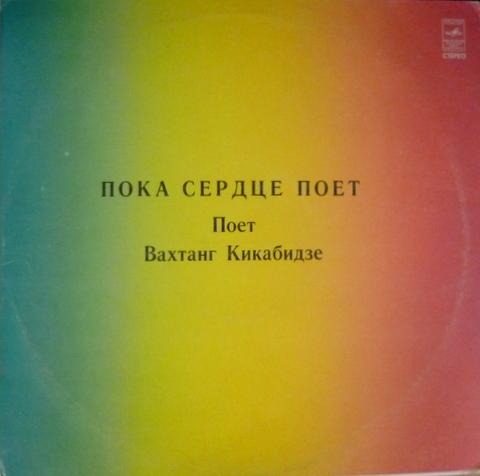 СТЕРЕО
ПОКА СЕРДЦЕ ПОЕТ
Поет
Вахтанг Кикабидзе